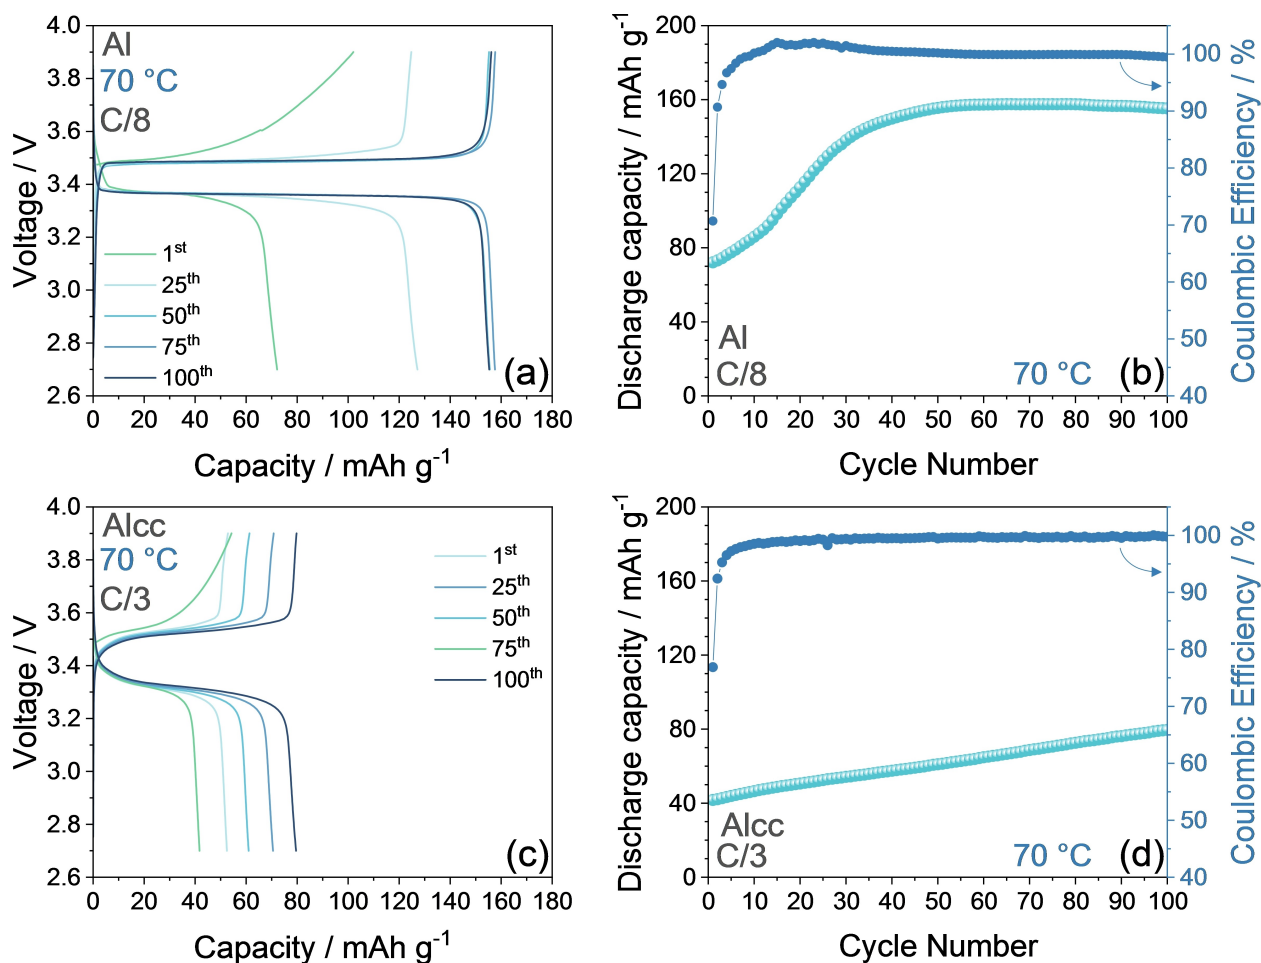 4.0
3.8
3.6
3.4
3.2
3.0
2.8
2.6
Voltage / V
Al
70 °C
C/8
1st
25th
50th
75th
100th
(a)
0 20 40 60 80 100 120 140 160 180
Capacity / mAh g-1
200
160
120
80
40
0
Discharge capacity / mAh g-1
Al
C/8
70 °C
(b)
100
90
80
70
60
50
40
Coulombic Efficiency / %
0 10 20 30 40 50 60 70 80 90 100
Cycle Number
4.0
3.8
3.6
3.4
3.2
3.0
2.8
2.6
Voltage / V
Alcc
70 °C
C/3
1st
25th
50th
75th
100th
(c)
0 20 40 60 80 100 120 140 160 180
Capacity / mAh g-1
200
160
120
80
40
0
Discharge capacity / mAh g-1
Alcc
C/3
70 °C
(d)
100
90
80
70
60
50
40
Coulombic Efficiency / %
0 10 20 30 40 50 60 70 80 90 100
Cycle Number